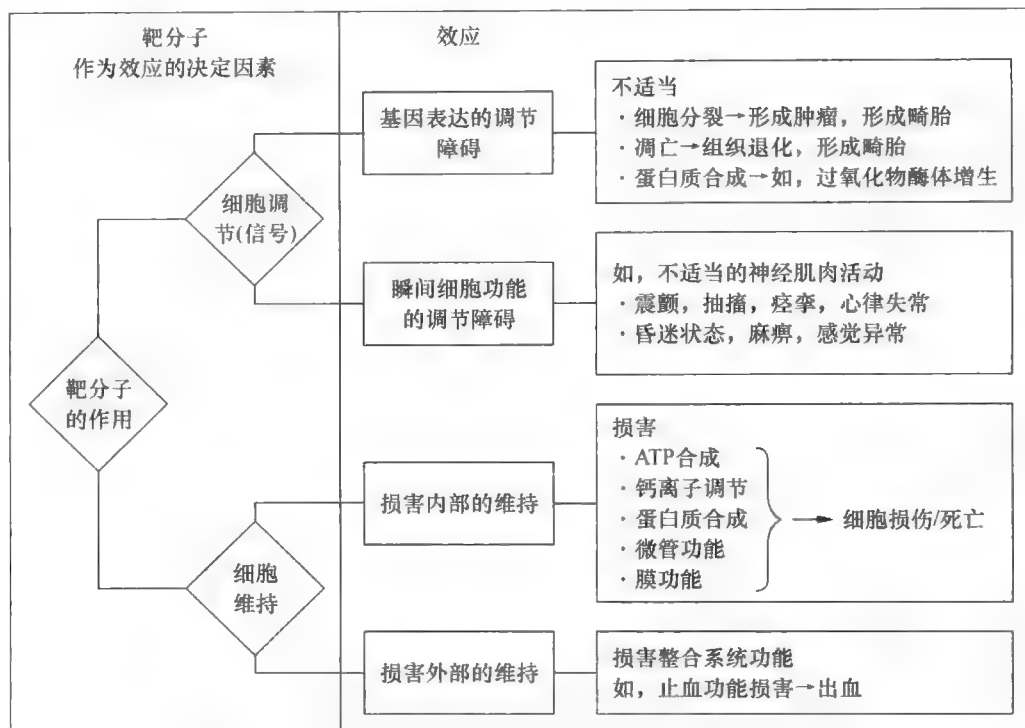 靶分子
作为效应的决定因素
效应
靶分子
的作用
细胞调
节(信号)
细胞
维持
基因表达的调节
障碍
不适当
· 细胞分裂→形成肿瘤，形成畸胎
· 凋亡→组织退化，形成畸胎
· 蛋白质合成→如，过氧化物酶体增生
瞬间细胞功能
的调节障碍
如，不适当的神经肌肉活动
· 震颤，抽搐，痉挛，心律失常
· 昏迷状态，麻痹，感觉异常
损害内部的维持
损害
· ATP合成
· 钙离子调节
· 蛋白质合成
· 微管功能
· 膜功能
→ 细胞损伤/死亡
损害外部的维持
损害整合系统功能
如，止血功能损害→出血